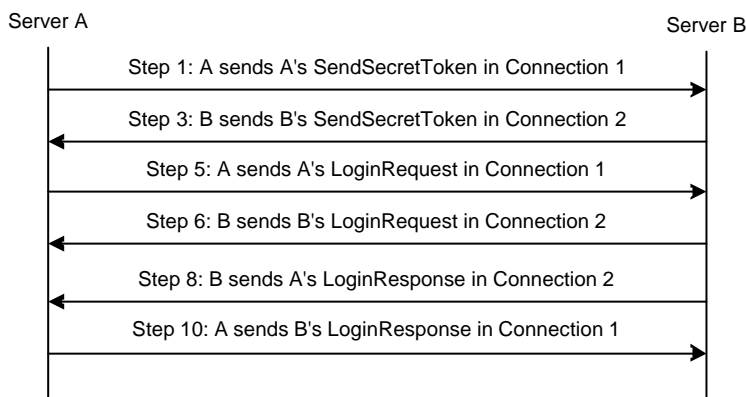 Server A
Server B
Step 1: A sends A's SendSecretToken in Connection 1
Step 3: B sends B's SendSecretToken in Connection 2
Step 5: A sends A's LoginRequest in Connection 1
Step 6: B sends B's LoginRequest in Connection 2
Step 8: B sends A's LoginResponse in Connection 2
Step 10: A sends B's LoginResponse in Connection 1